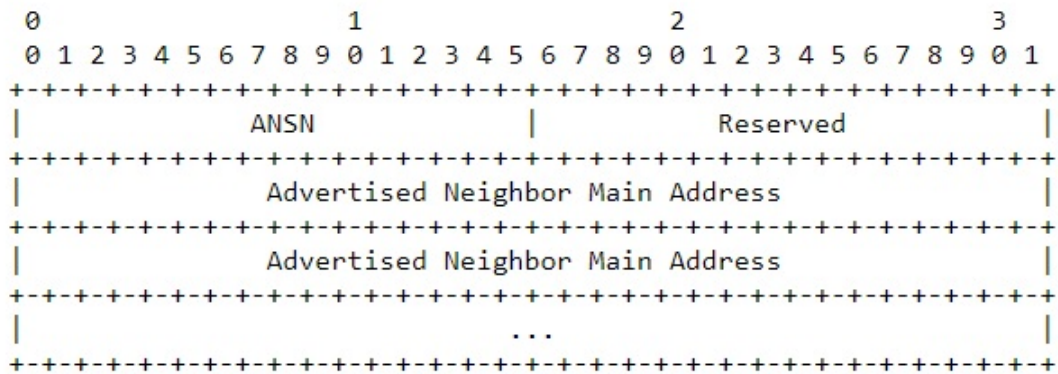 0                   1                   2                   3
 0 1 2 3 4 5 6 7 8 9 0 1 2 3 4 5 6 7 8 9 0 1 2 3 4 5 6 7 8 9 0 1
+-+-+-+-+-+-+-+-+-+-+-+-+-+-+-+-+-+-+-+-+-+-+-+-+-+-+-+-+-+-+-+-+
|              ANSN             |           Reserved            |
+-+-+-+-+-+-+-+-+-+-+-+-+-+-+-+-+-+-+-+-+-+-+-+-+-+-+-+-+-+-+-+-+
|               Advertised Neighbor Main Address                |
+-+-+-+-+-+-+-+-+-+-+-+-+-+-+-+-+-+-+-+-+-+-+-+-+-+-+-+-+-+-+-+-+
|               Advertised Neighbor Main Address                |
+-+-+-+-+-+-+-+-+-+-+-+-+-+-+-+-+-+-+-+-+-+-+-+-+-+-+-+-+-+-+-+-+
|                              ...                              |
+-+-+-+-+-+-+-+-+-+-+-+-+-+-+-+-+-+-+-+-+-+-+-+-+-+-+-+-+-+-+-+-+